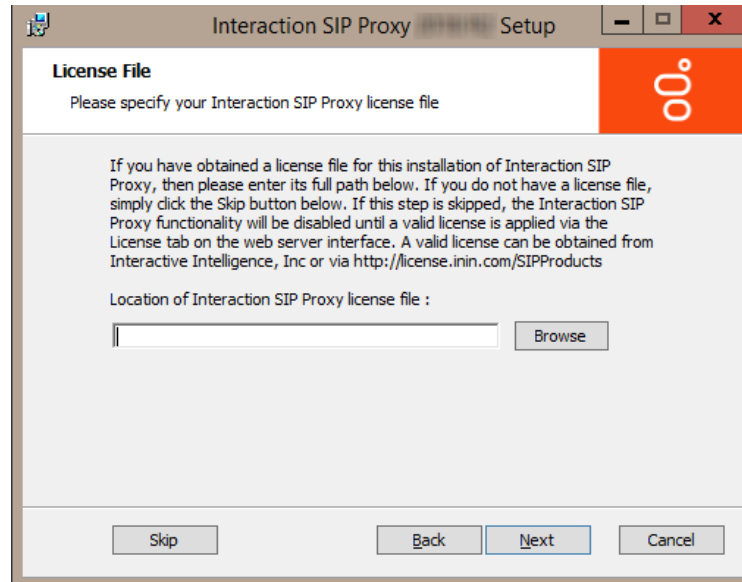 Interaction SIP Proxy Setup
License File
Please specify your Interaction SIP Proxy license file
If you have obtained a license file for this installation of Interaction SIP
Proxy, then please enter its full path below. If you do not have a license file,
simply click the Skip button below. If this step is skipped, the Interaction SIP
Proxy functionality will be disabled until a valid license is applied via the
License tab on the web server interface. A valid license can be obtained from
Interactive Intelligence, Inc or via http://license.inin.com/SIPProducts
Location of Interaction SIP Proxy license file :
Browse
Skip Back Next Cancel